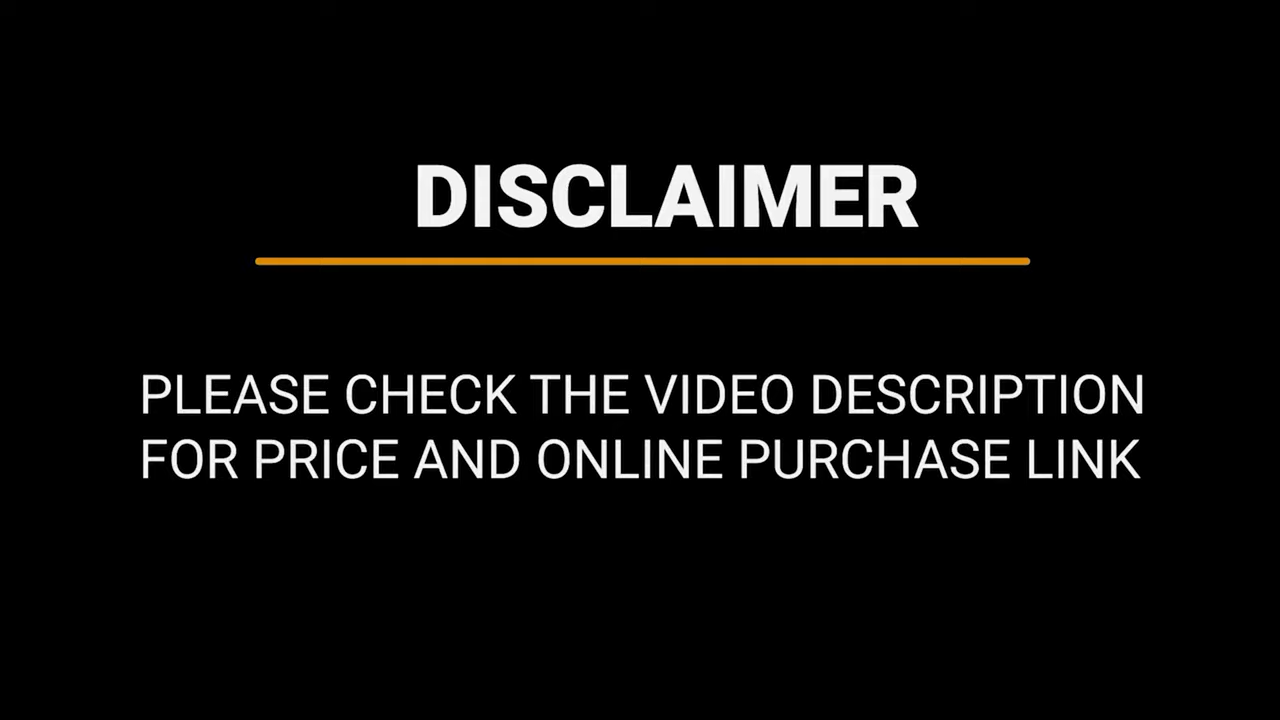 DISCLAIMER
PLEASE CHECK THE VIDEO DESCRIPTION
FOR PRICE AND ONLINE PURCHASE LINK